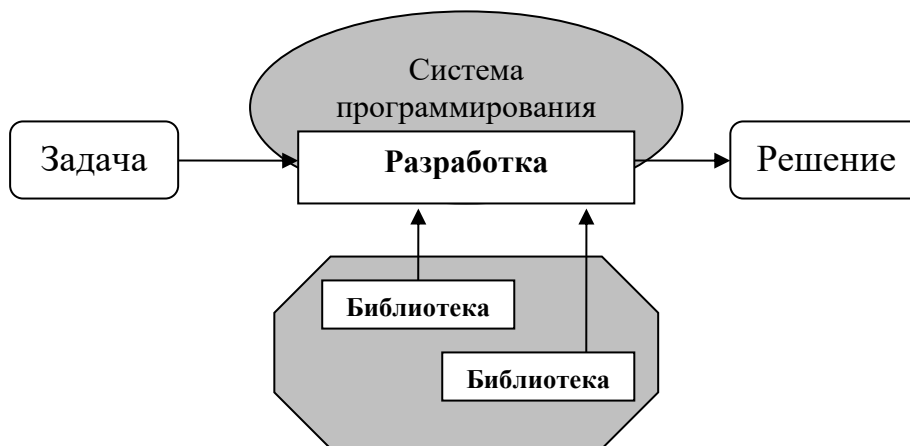 Система
программирования
Задача
Разработка
Решение
Библиотека
Библиотека